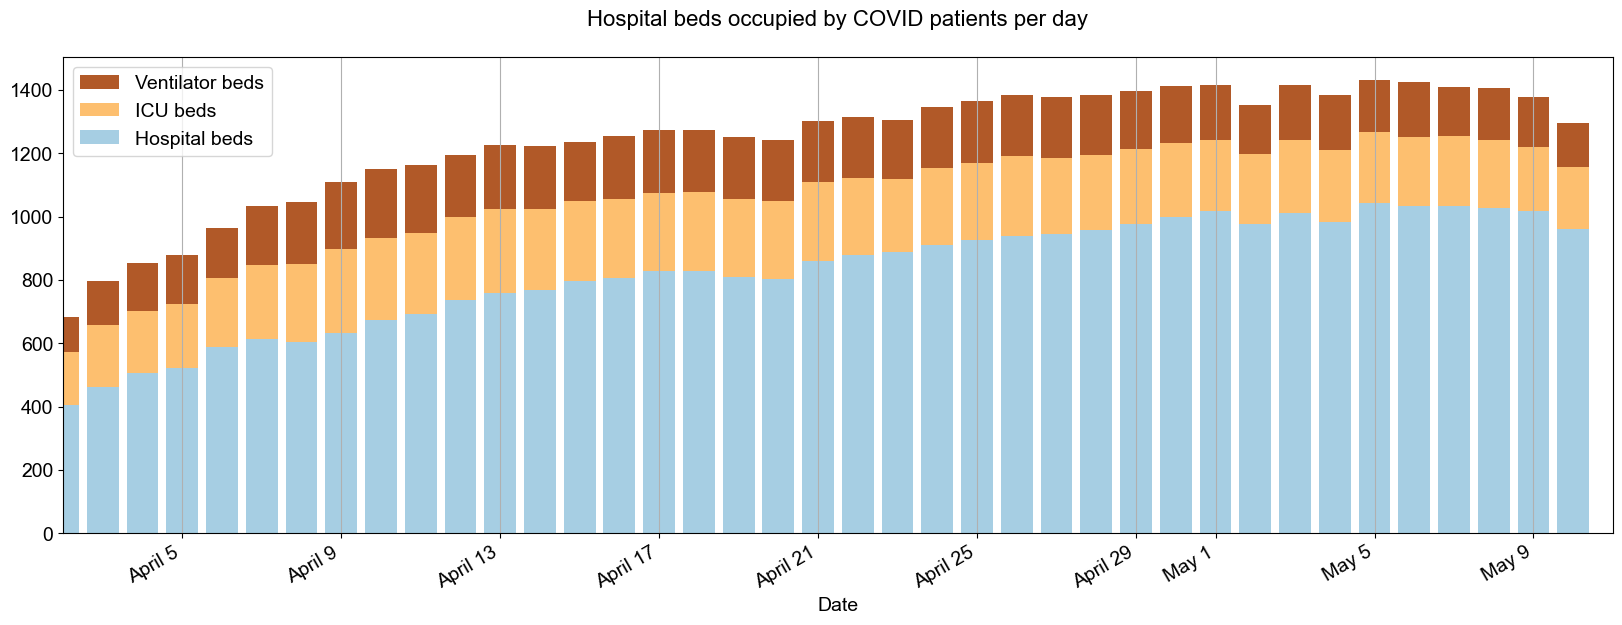 Hospital beds occupied by COVID patients per day
Ventilator beds
ICU beds
Hospital beds
1400
1200
1000
800
600
400
200
0
April 5
April 9
April 13
April 17
April 21
April 25
April 29
May 1
May 5
May 9
Date